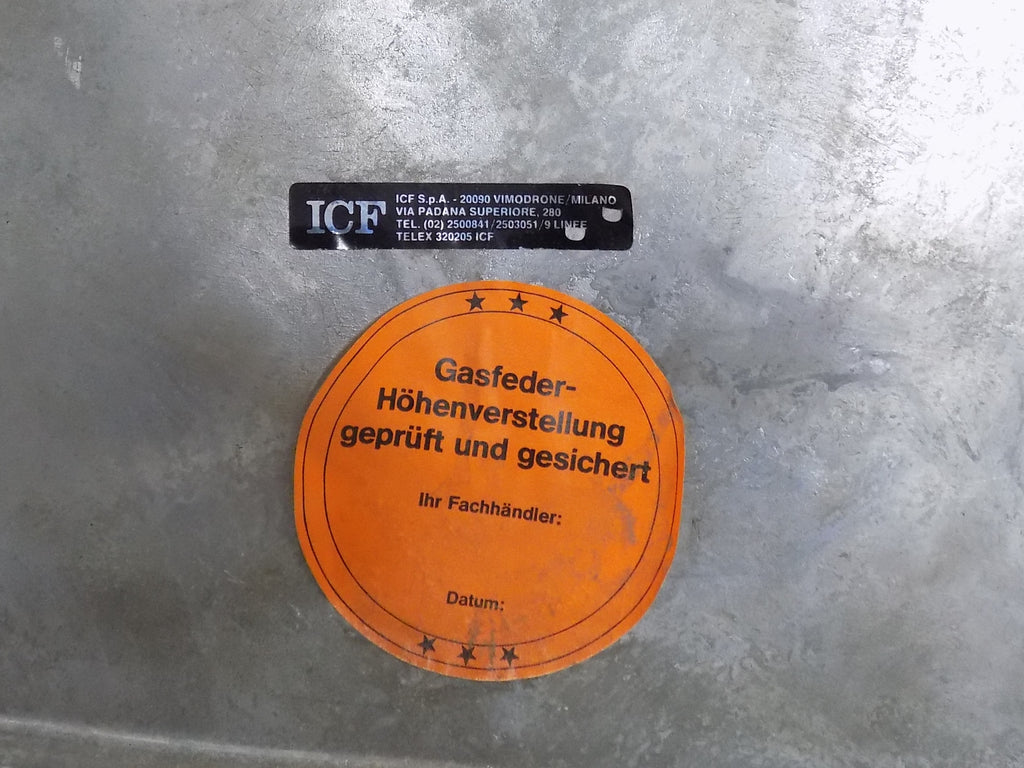 ICF
ICF S.p.A. - 20090 VIMODRONE/MILANO
VIA PADANA SUPERIORE, 280
TEL. (02) 2500841/2503051/9 LINEE
TELEX 320205 ICF
Gasfeder-
Höhenverstellung
geprüft und gesichert
Ihr Fachhändler:
Datum: